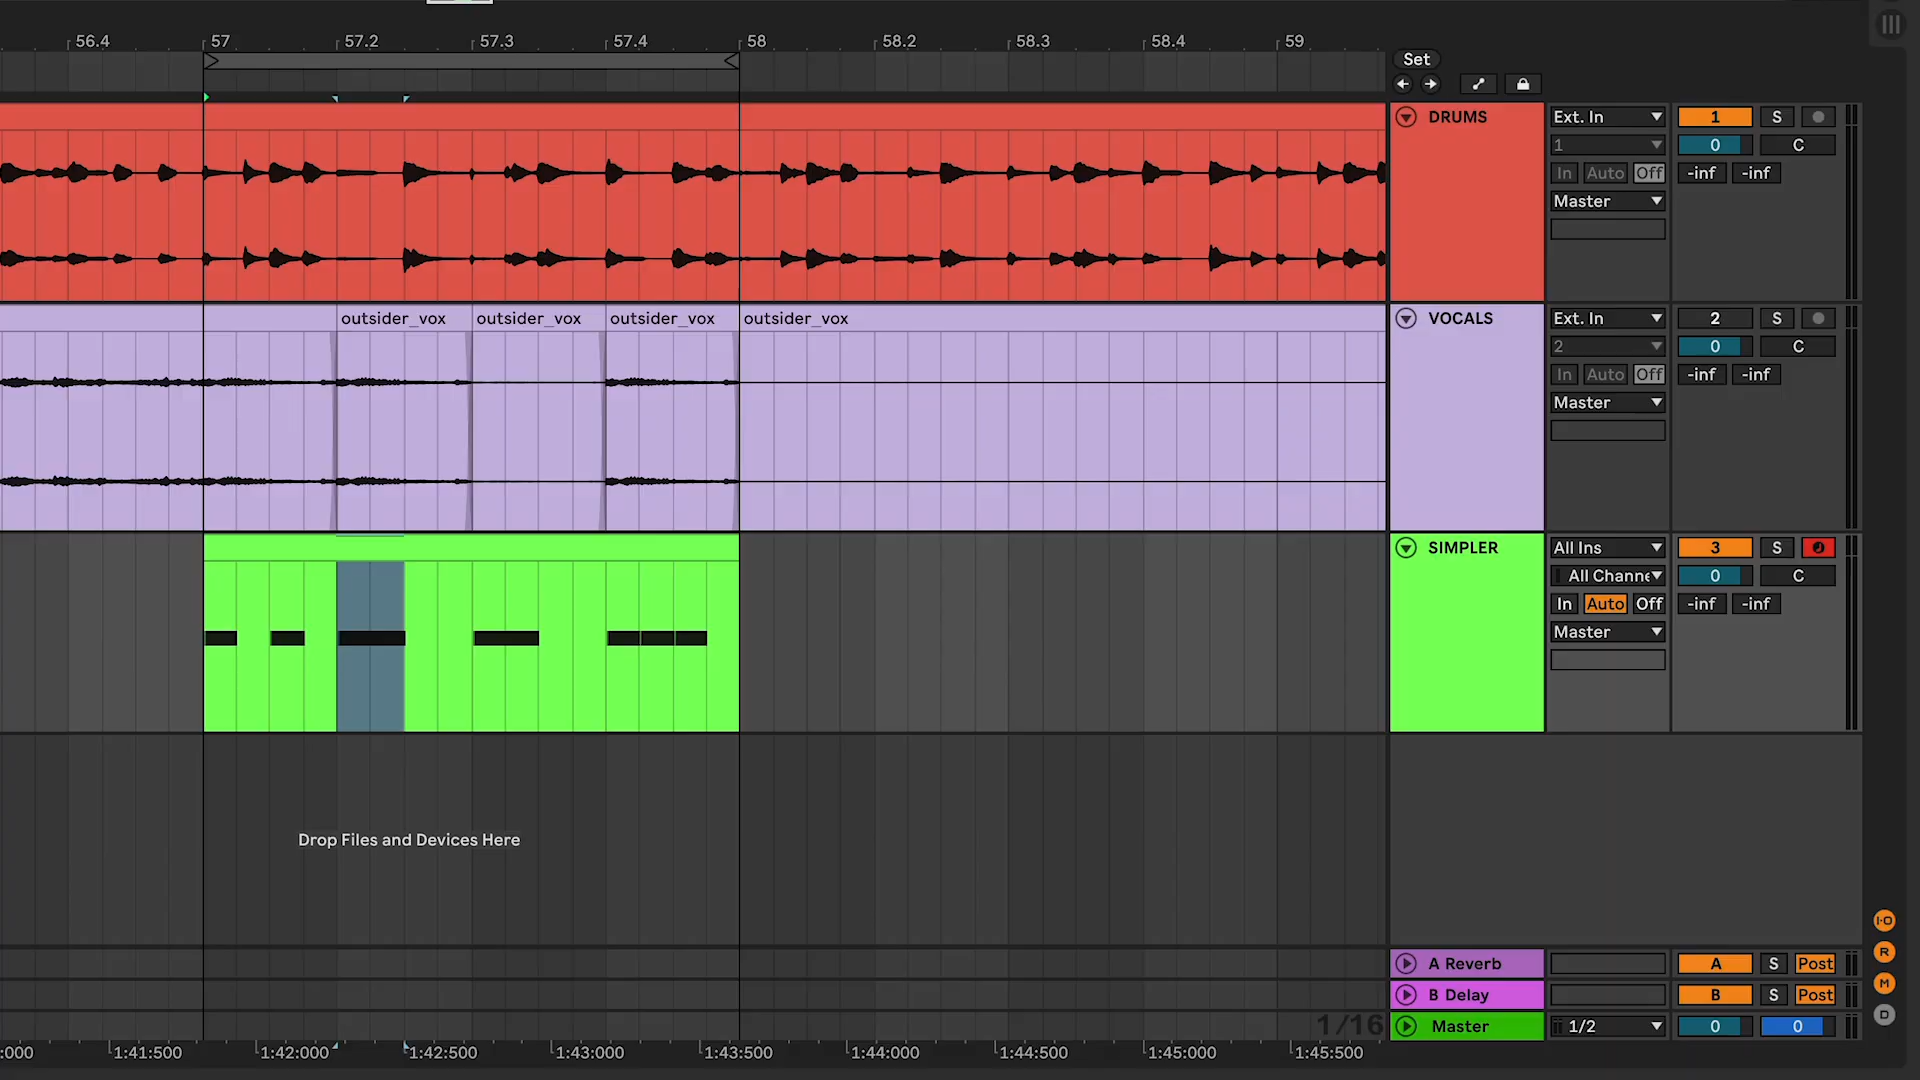 56.4 57 57.2 57.3 57.4 58 58.2 58.3 58.4 59
Set
DRUMS Ext. In 1 S
1 0 C
In Auto Off -inf -inf
Master
outsider_vox outsider_vox outsider_vox outsider_vox VOCALS Ext. In 2 S
2 0 C
In Auto Off -inf -inf
Master
SIMPLER All Ins 3 S
All Channe 0 C
In Auto Off -inf -inf
Master
Drop Files and Devices Here
I·O
R
A Reverb A S Post
M
B Delay B S Post
D
1/16 Master 1/2 0 0
:000 1:41:500 1:42:000 1:42:500 1:43:000 1:43:500 1:44:000 1:44:500 1:45:000 1:45:500